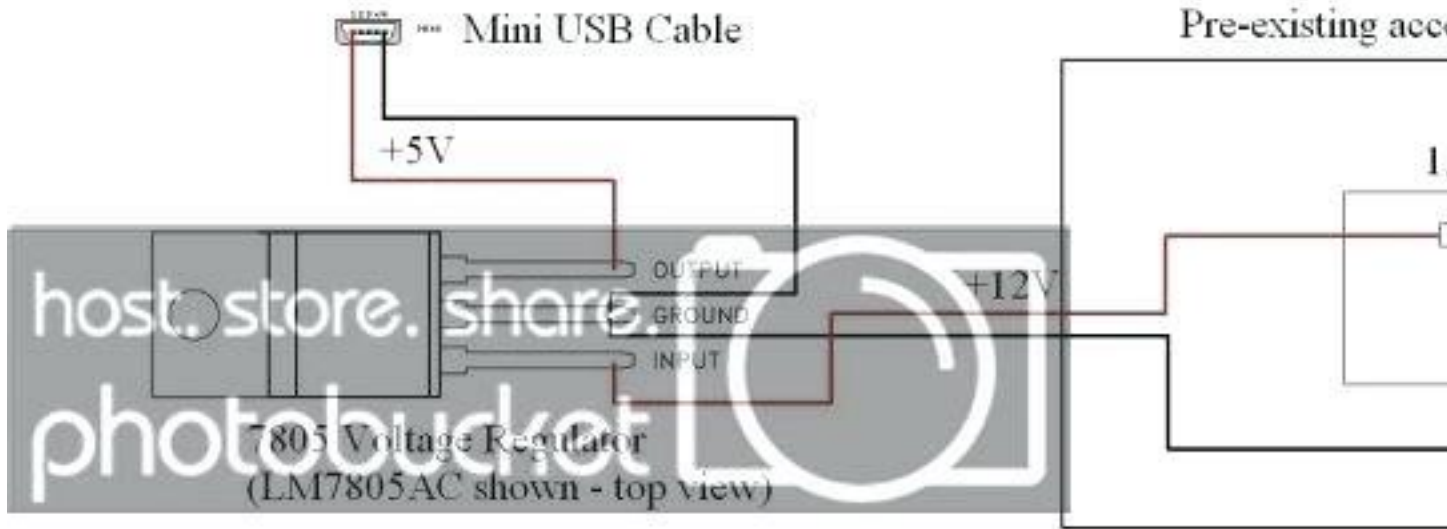 Mini USB Cable
Pre-existing
+5V
OUTPUT
+12V
GROUND
INPUT
host. store. share.
photobucket
7805 Voltage Regulator
(LM7805AC shown - top view)